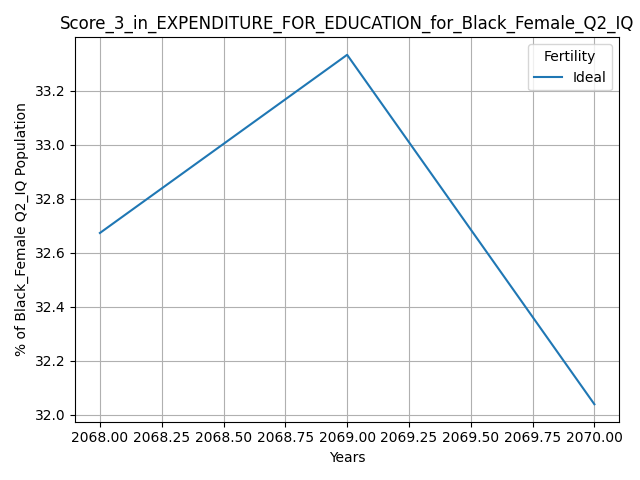 Score_3_in_EXPENDITURE_FOR_EDUCATION_for_Black_Female_Q2_IQ
Fertility
Ideal
33.2
33.0
32.8
32.6
32.4
32.2
32.0
% of Black_Female Q2_IQ Population
2068.00 2068.25 2068.50 2068.75 2069.00 2069.25 2069.50 2069.75 2070.00
Years